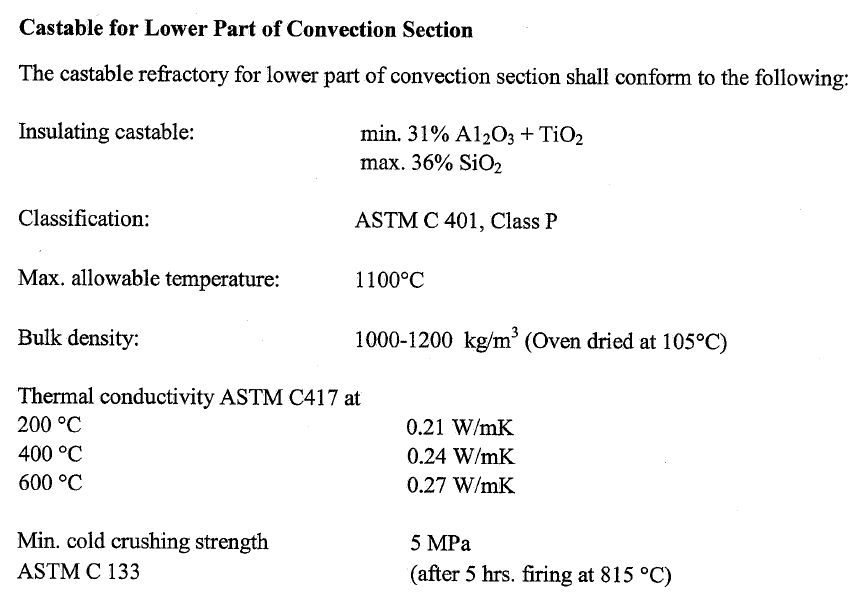 Castable for Lower Part of Convection Section
The castable refractory for lower part of convection section shall conform to the following:
Insulating castable: min. 31% Al₂O₃ + TiO₂
max. 36% SiO₂
Classification: ASTM C 401, Class P
Max. allowable temperature: 1100°C
Bulk density: 1000-1200 kg/m³ (Oven dried at 105°C)
Thermal conductivity ASTM C417 at
200 °C 0.21 W/mK
400 °C 0.24 W/mK
600 °C 0.27 W/mK
Min. cold crushing strength 5 MPa
ASTM C 133 (after 5 hrs. firing at 815 °C)